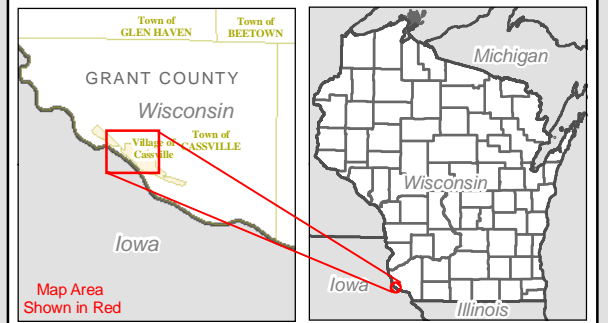 Town of
GLEN HAVEN
Town of
BEETOWN
GRANT COUNTY
Wisconsin
Village of
Cassville
Town of
CASSVILLE
Iowa
Map Area
Shown in Red
Michigan
Wisconsin
Iowa
Illinois